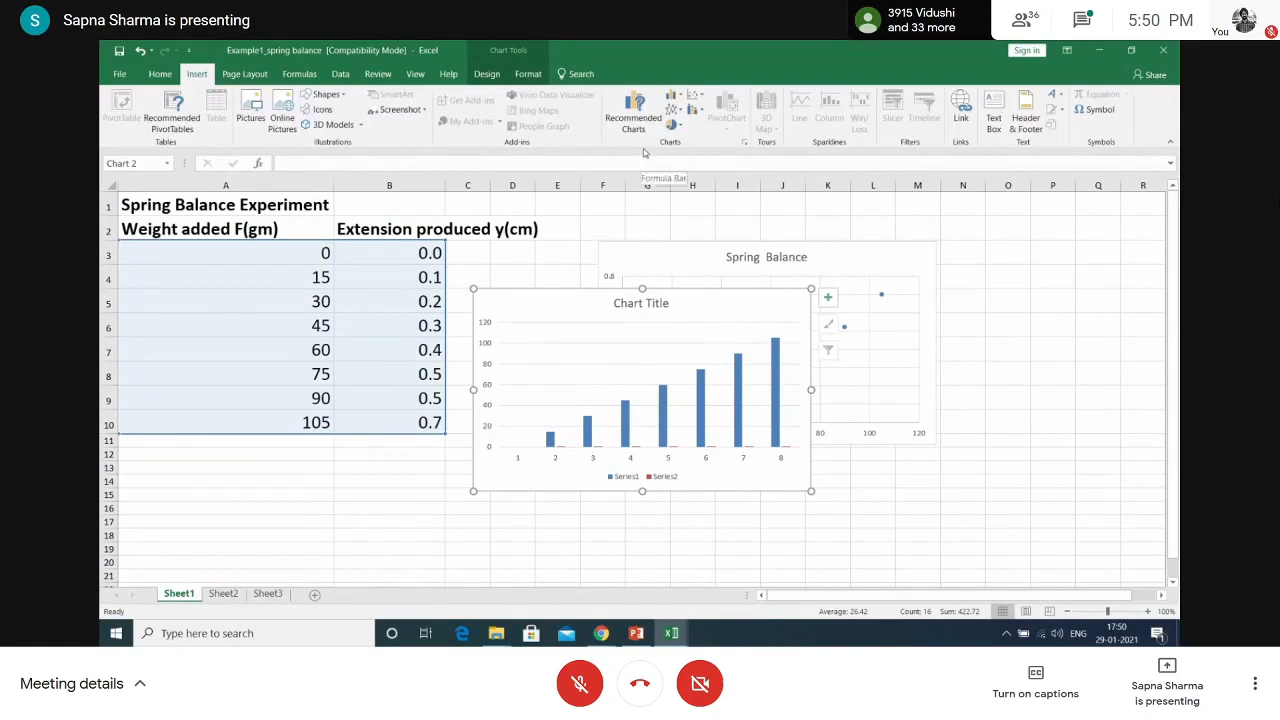 S Sapna Sharma is presenting
3915 Vidushi
and 33 more
36
5:50 PM
You
Example1_spring balance [Compatibility Mode] - Excel
Chart Tools
Sign in
File Home Insert Page Layout Formulas Data Review View Help Design Format Search
Share
PivotTable Recommended PivotTables Table
Tables
Pictures Online Pictures Shapes Icons 3D Models SmartArt Screenshot
Illustrations
Get Add-ins My Add-ins Visio Data Visualizer Bing Maps People Graph
Add-ins
Recommended Charts PivotChart
Charts
3D Map
Tours
Line Column Win/Loss
Sparklines
Slicer Timeline
Filters
Link
Links
Text Box Header & Footer
Text
Equation Symbol
Symbols
Chart 2
fx
Formula Bar
A B C D E F G H I J K L M N O P Q R
1 Spring Balance Experiment
2 Weight added F(gm) Extension produced y(cm)
3 0 0.0
4 15 0.1
5 30 0.2
6 45 0.3
7 60 0.4
8 75 0.5
9 90 0.5
10 105 0.7
11
12
13
14
15
16
17
18
19
20
21
Spring Balance
0.8
80 100 120
Chart Title
120
100
80
60
40
20
0
1 2 3 4 5 6 7 8
Series1 Series2
Sheet1 Sheet2 Sheet3
Ready
Average: 26.42 Count: 16 Sum: 422.72
100%
Type here to search
ENG
17:50
29-01-2021
1
Meeting details
CC
Turn on captions
Sapna Sharma
is presenting